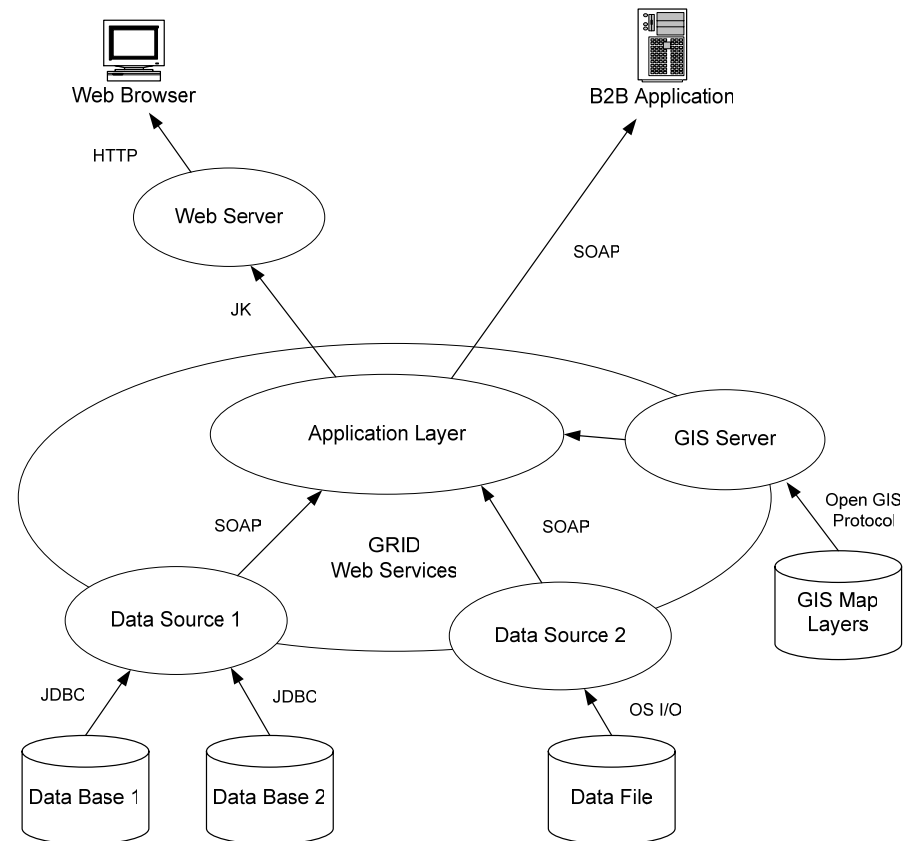 Web Browser
B2B Application
HTTP
Web Server
SOAP
JK
Application Layer
GIS Server
Open GIS
Protocol
SOAP
SOAP
GRID
Web Services
GIS Map
Layers
Data Source 1
Data Source 2
JDBC
JDBC
OS I/O
Data Base 1
Data Base 2
Data File